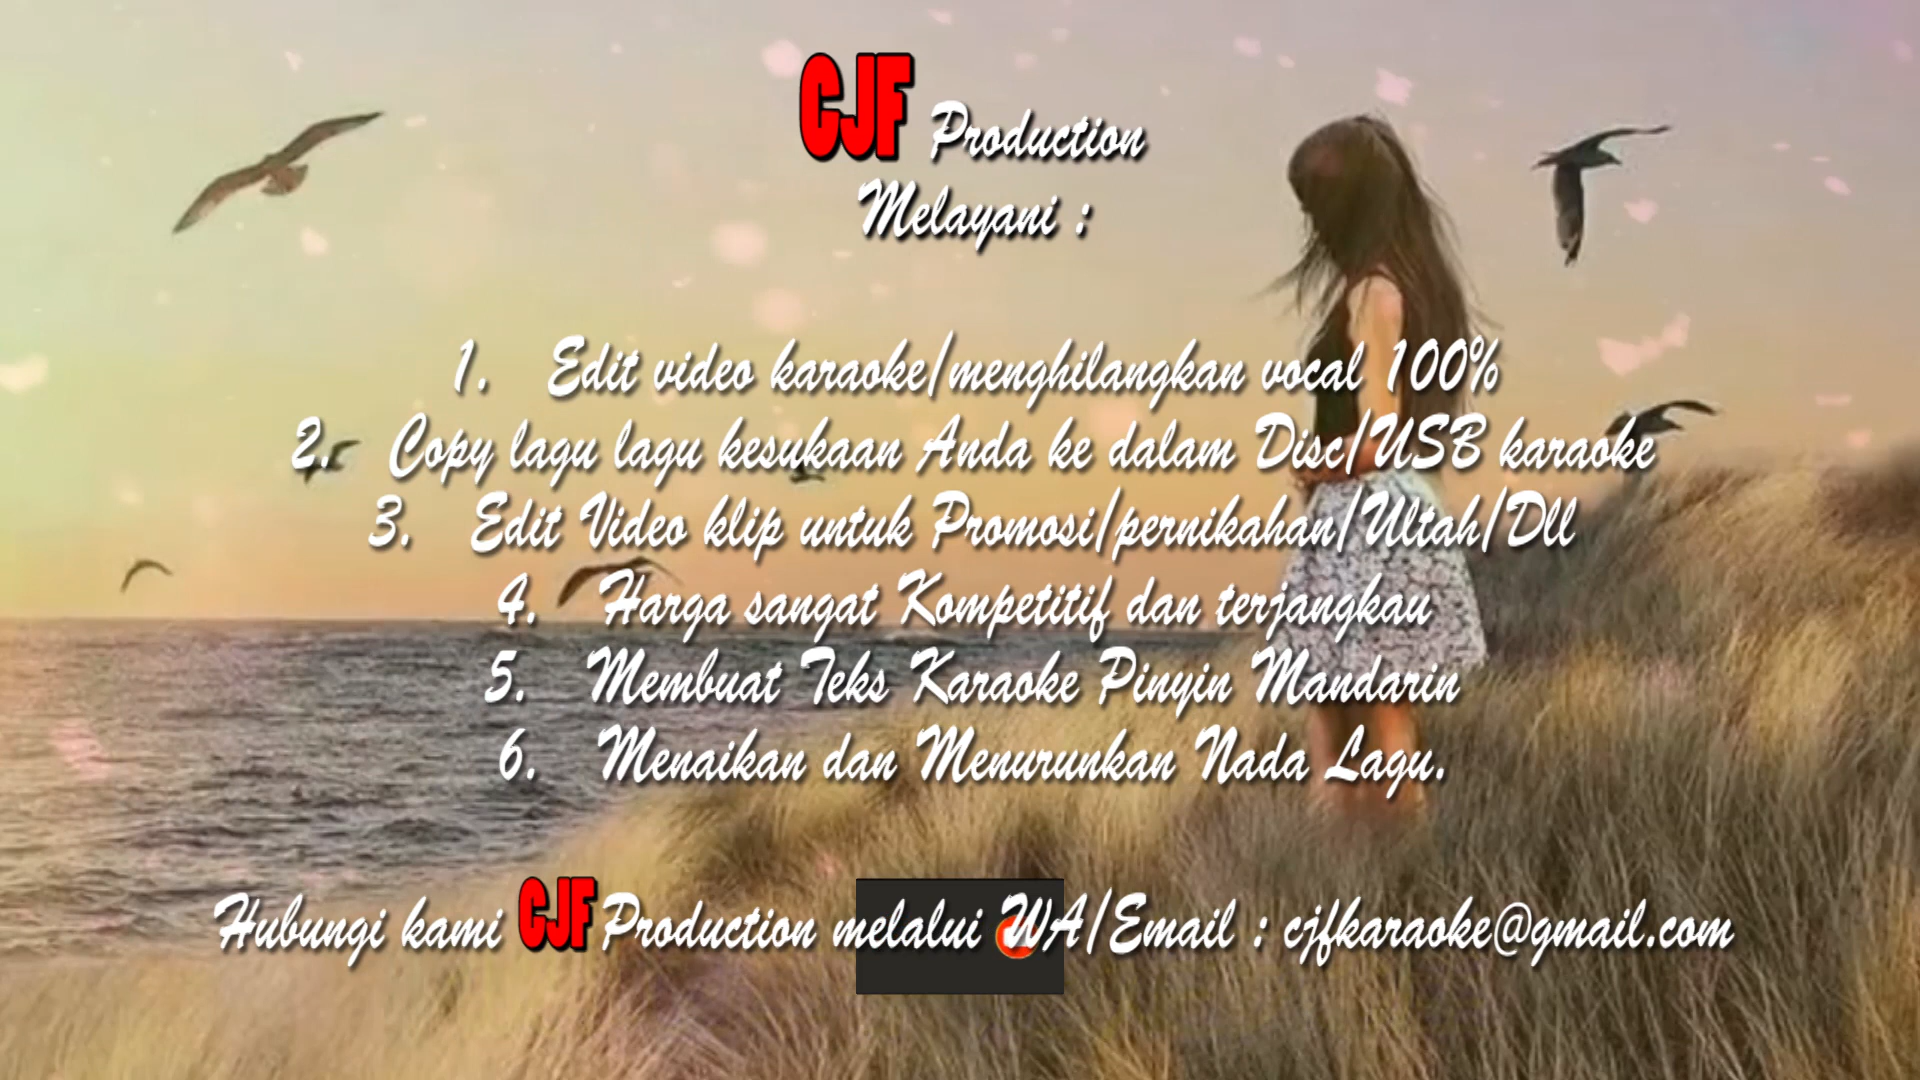 CJF Production
Melayani :
1. Edit video karaoke/menghilangkan vocal 100%
2. Copy lagu lagu kesukaan Anda ke dalam Disc/USB karaoke
3. Edit Video klip untuk Promosi/pernikahan/Ultah/Dll
4. Harga sangat Kompetitif dan terjangkau
5. Membuat Teks Karaoke Pinyin Mandarin
6. Menaikan dan Menurunkan Nada Lagu.
Hubungi kami CJF Production melalui WA/Email : cjfkaraoke@gmail.com